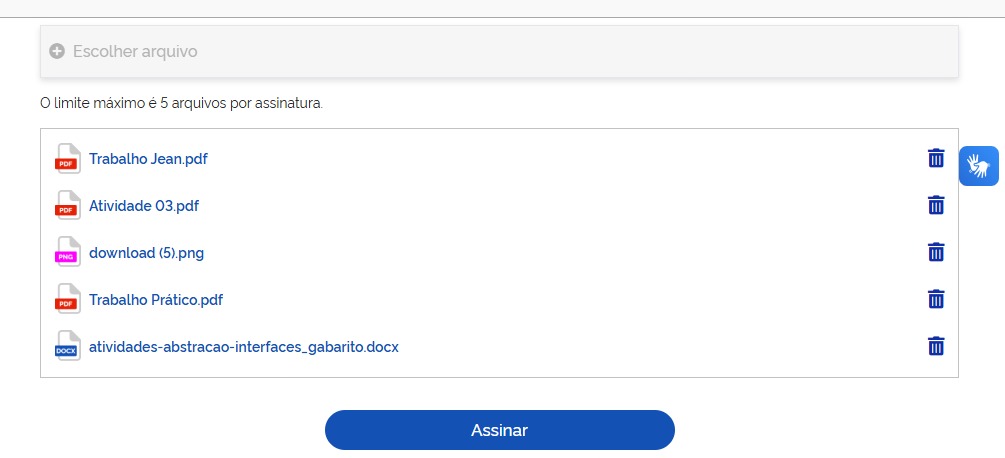 Escolher arquivo
O limite máximo é 5 arquivos por assinatura.
PDF Trabalho Jean.pdf
PDF Atividade 03.pdf
PNG download (5).png
PDF Trabalho Prático.pdf
DOCX atividades-abstracao-interfaces_gabarito.docx
Assinar